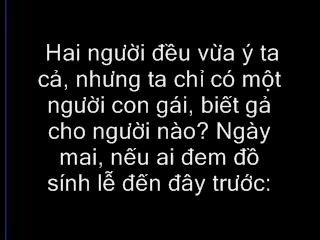 Hai người đều vừa ý ta
cả, nhưng ta chỉ có một
người con gái, biết gả
cho người nào? Ngày
mai, nếu ai đem đồ
sính lễ đến đây trước: